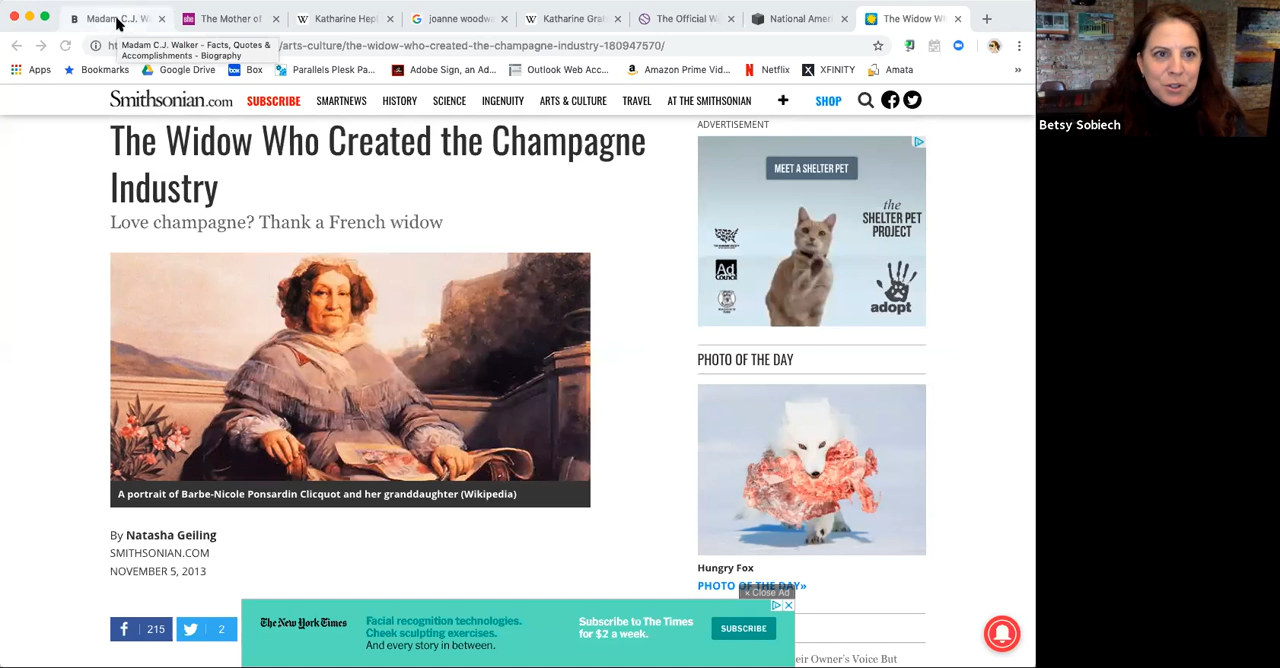 B Madam C.J. W
she The Mother of
W Katharine Hepl
G joanne woodwa
W Katharine Gra
The Official W
National Amer
The Widow Wh
Madam C.J. Walker - Facts, Quotes &
Accomplishments - Biography
/arts-culture/the-widow-who-created-the-champagne-industry-180947570/
Apps
Bookmarks
Google Drive
box Box
Parallels Plesk Pa...
Adobe Sign, an Ad...
Outlook Web Acc...
Amazon Prime Vid...
Netflix
XFINITY
Amata
»
Betsy Sobiech
Smithsonian.com
SUBSCRIBE
SMARTNEWS
HISTORY
SCIENCE
INGENUITY
ARTS & CULTURE
TRAVEL
AT THE SMITHSONIAN
SHOP
The Widow Who Created the Champagne
Industry
Love champagne? Thank a French widow
A portrait of Barbe-Nicole Ponsardin Clicquot and her granddaughter (Wikipedia)
By Natasha Geiling
SMITHSONIAN.COM
NOVEMBER 5, 2013
215
2
ADVERTISEMENT
MEET A SHELTER PET
the
SHELTER PET
PROJECT
Ad
Council
adopt
PHOTO OF THE DAY
Hungry Fox
PHOTO OF THE DAY»
× Close Ad
The New York Times
Facial recognition technologies.
Cheek sculpting exercises.
And every story in between.
Subscribe to The Times
for $2 a week.
SUBSCRIBE
eir Owner's Voice But